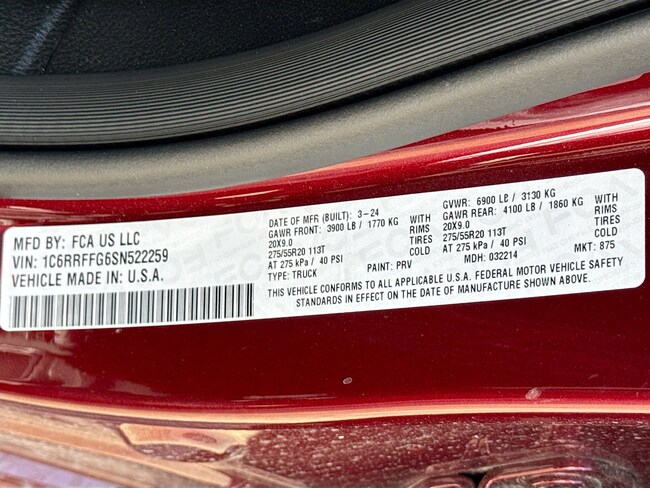 MFD BY: FCA US LLC
VIN: 1C6RRFFG6SN522259
VEHICLE MADE IN: U.S.A.
DATE OF MFR (BUILT): 3-24
GAWR FRONT: 3900 LB / 1770 KG WITH
20X9.0 RIMS
275/55R20 113T TIRES
AT 275 kPa / 40 PSI COLD
TYPE: TRUCK PAINT: PRV
GVWR: 6900 LB / 3130 KG
GAWR REAR: 4100 LB / 1860 KG WITH
20X9.0 RIMS
275/55R20 113T TIRES
AT 275 kPa / 40 PSI COLD
MDH: 032214 MKT: 875
THIS VEHICLE CONFORMS TO ALL APPLICABLE U.S.A. FEDERAL MOTOR VEHICLE SAFETY
STANDARDS IN EFFECT ON THE DATE OF MANUFACTURE SHOWN ABOVE.